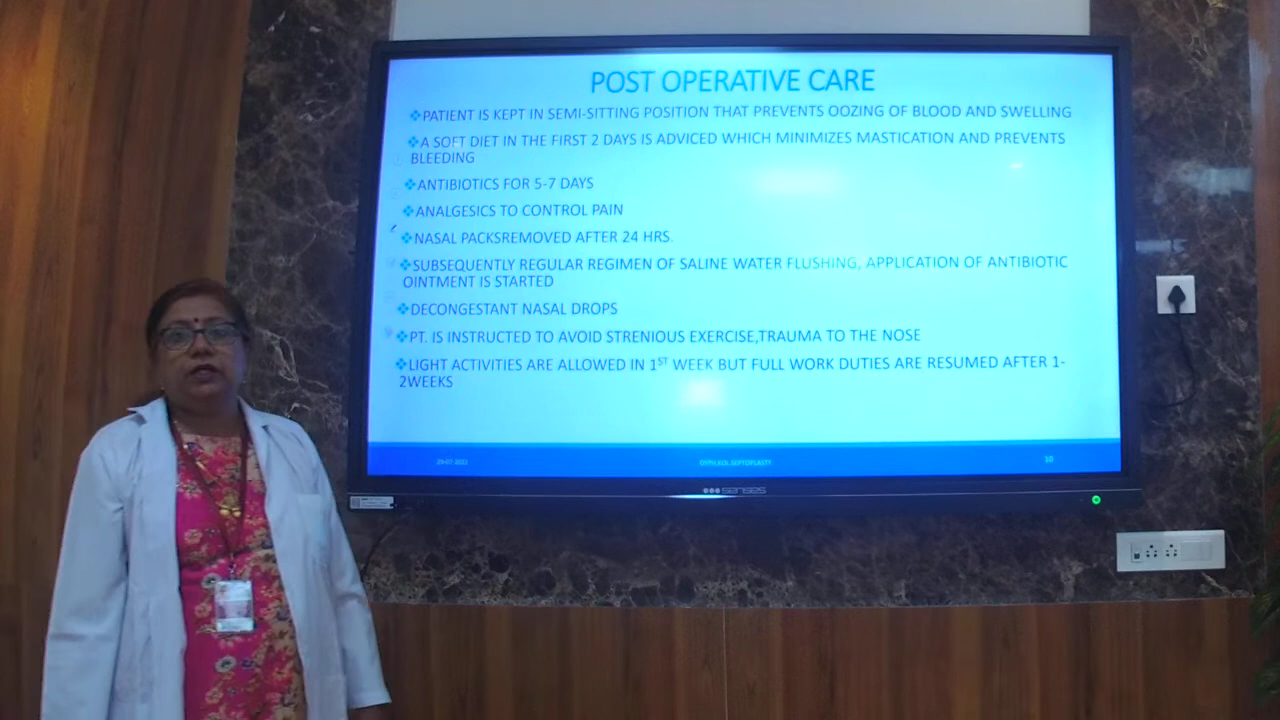 POST OPERATIVE CARE
❖PATIENT IS KEPT IN SEMI-SITTING POSITION THAT PREVENTS OOZING OF BLOOD AND SWELLING
❖A SOFT DIET IN THE FIRST 2 DAYS IS ADVICED WHICH MINIMIZES MASTICATION AND PREVENTS
BLEEDING
❖ANTIBIOTICS FOR 5-7 DAYS
❖ANALGESICS TO CONTROL PAIN
❖NASAL PACKSREMOVED AFTER 24 HRS.
❖SUBSEQUENTLY REGULAR REGIMEN OF SALINE WATER FLUSHING, APPLICATION OF ANTIBIOTIC
OINTMENT IS STARTED
❖DECONGESTANT NASAL DROPS
❖PT. IS INSTRUCTED TO AVOID STRENIOUS EXERCISE,TRAUMA TO THE NOSE
❖LIGHT ACTIVITIES ARE ALLOWED IN 1ST WEEK BUT FULL WORK DUTIES ARE RESUMED AFTER 1-
2WEEKS
SEPTOPLASTY
10
senses